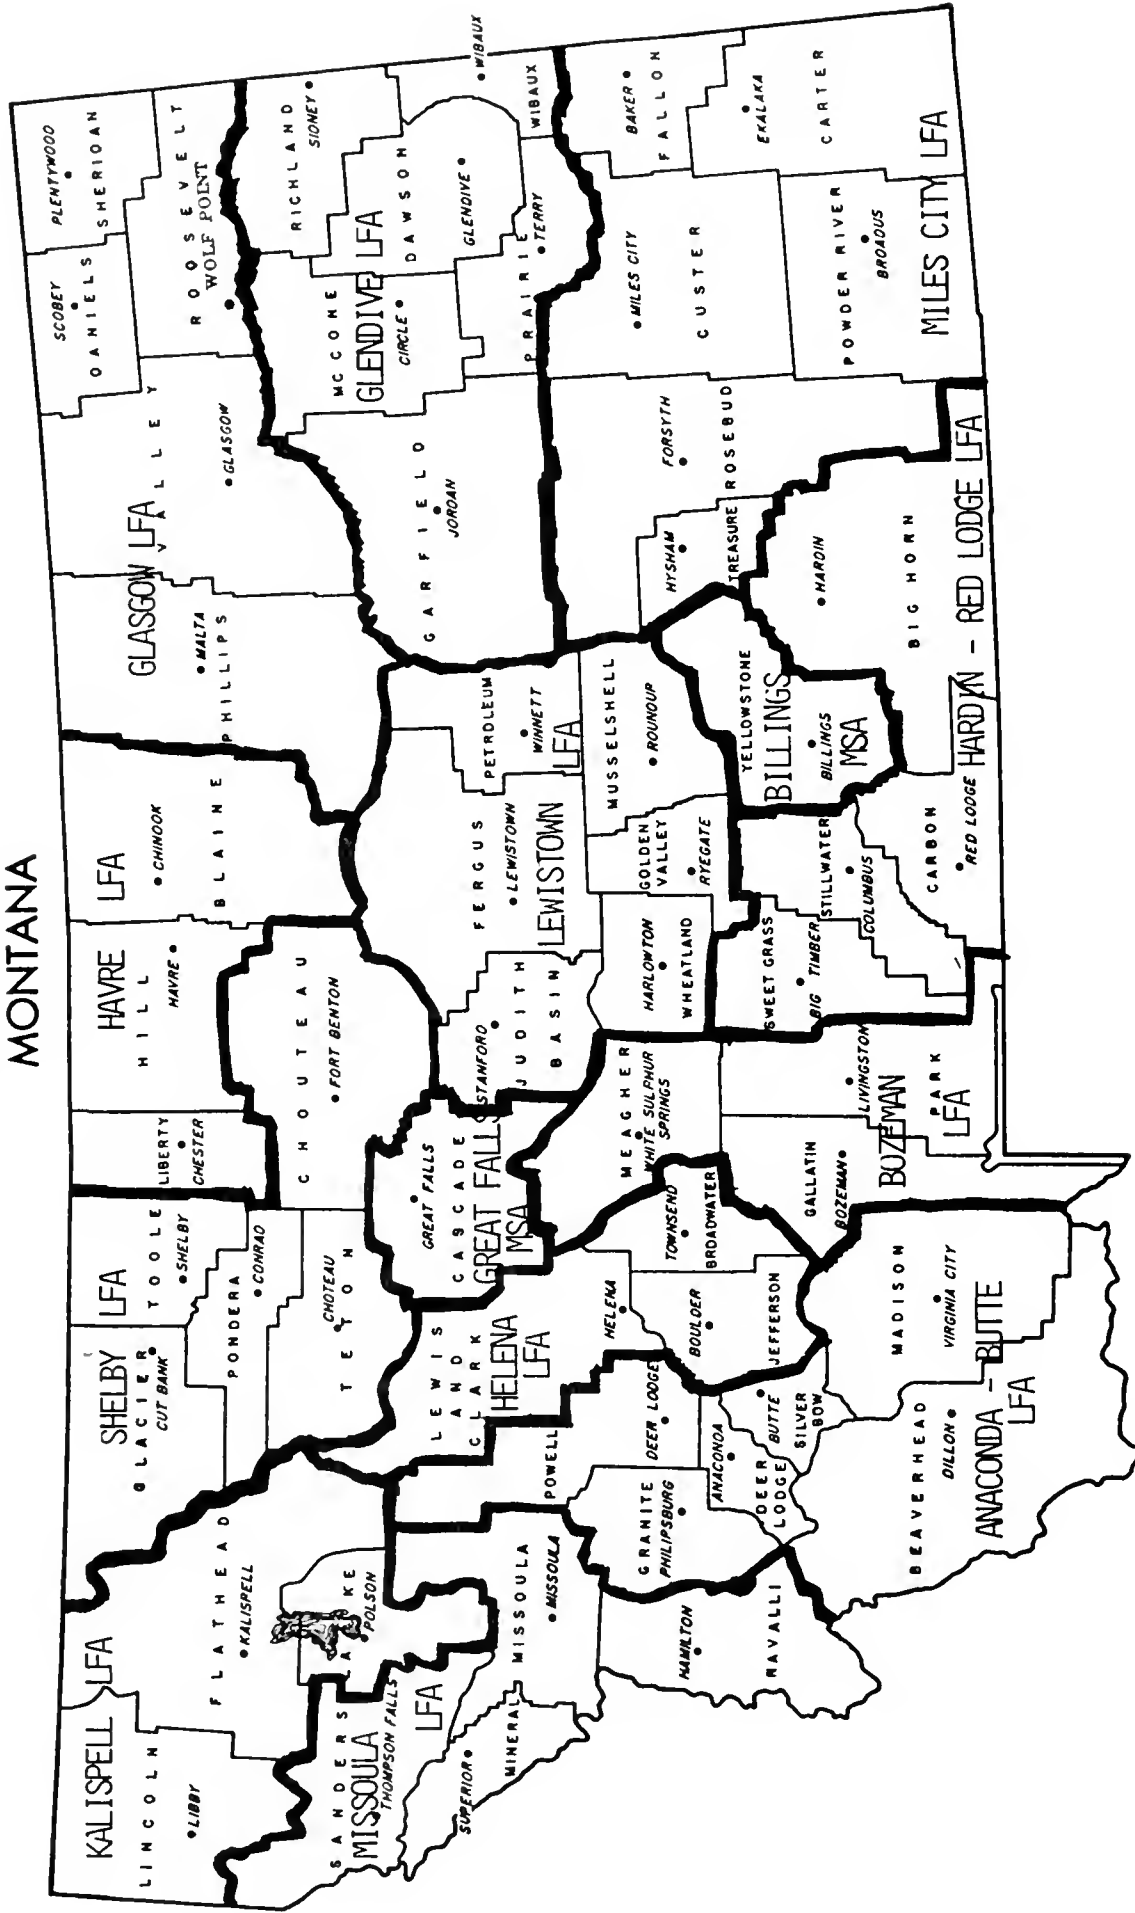 MONTANA
KALISPELL LFA
LINCOLN
LIBBY
FLATHEAD
KALISPELL
LAKE
POLSON
SANDERS
MISSOULA
THOMPSON FALLS
LFA
MINERAL
SUPERIOR
MISSOULA
MISSOULA
RAVALLI
HAMILTON
SHELBY LFA
GLACIER
CUT BANK
TOOLE
SHELBY
PONDERA
CONRAD
CHOTEAU
TETON
LIBERTY
CHESTER
HAVRE LFA
HILL
HAVRE
BLAINE
CHINOOK
CHOUTEAU
FORT BENTON
GREAT FALLS
CASCADE
GREAT FALLS
MSA
LEWIS
AND
CLARK
HELENA
LFA
HELENA
POWELL
DEER LODGE
GRANITE
PHILIPSBURG
ANACONDA
DEER
LODGE
BUTTE
SILVER
BOW
BOULDER
JEFFERSON
TOWNSEND
BROADWATER
MEAGHER
WHITE SULPHUR
SPRINGS
BEAVERHEAD
DILLON
ANACONDA - BUTTE
LFA
MADISON
VIRGINIA CITY
GALLATIN
BOZEMAN
BOZEMAN
LFA
PARK
LIVINGSTON
GLASGOW LFA
PHILLIPS
MALTA
VALLEY
GLASGOW
SCOBEY
DANIELS
PLENTYWOOD
SHERIDAN
ROOSEVELT
WOLF POINT
RICHLAND
SIDNEY
MCCONE
GLENDIVE LFA
CIRCLE
DAWSON
GLENDIVE
WIBAUX
WIBAUX
PRAIRIE
TERRY
GARFIELD
JORDAN
PETROLEUM
WINNETT
FERGUS
LEWISTOWN
LEWISTOWN LFA
STANFORD
JUDITH
BASIN
HARLOWTON
WHEATLAND
GOLDEN
VALLEY
RYEGATE
MUSSELSHELL
ROUNDUP
SWEET GRASS
BIG TIMBER
STILLWATER
COLUMBUS
CARBON
RED LODGE
YELLOWSTONE
BILLINGS
BILLINGS
MSA
HYSHAM
TREASURE
FORSYTH
ROSEBUD
HARDIN
BIG HORN
HARDIN - RED LODGE LFA
MILES CITY
CUSTER
BAKER
FALLON
EKALAKA
CARTER
POWDER RIVER
BROADUS
MILES CITY LFA